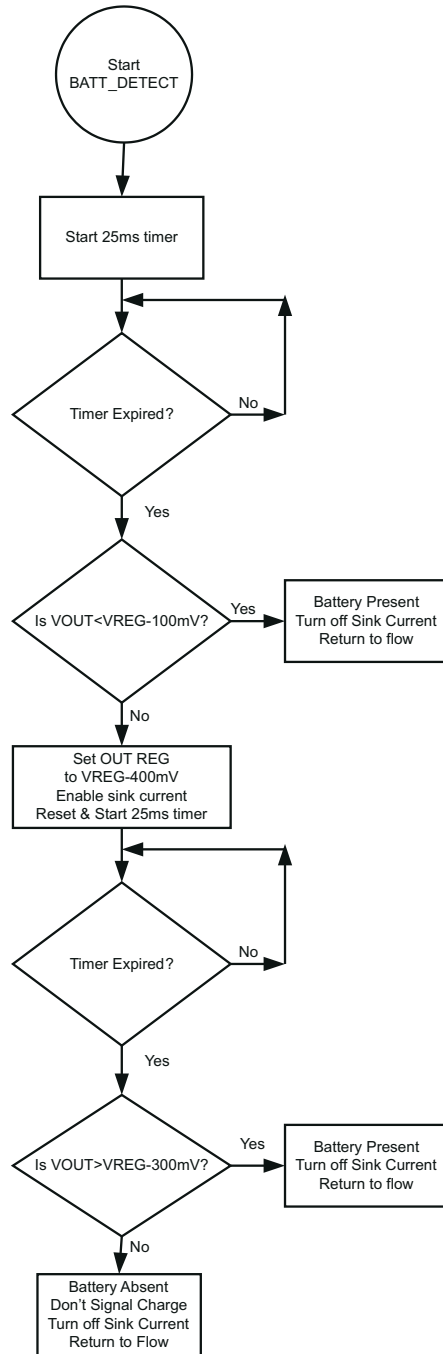 Start
BATT_DETECT
Start 25ms timer
No
Timer Expired?
Yes
Is VOUT<VREG-100mV?
Yes
Battery Present
Turn off Sink Current
Return to flow
No
Set OUT REG
to VREG-400mV
Enable sink current
Reset & Start 25ms timer
No
Timer Expired?
Yes
Is VOUT>VREG-300mV?
Yes
Battery Present
Turn off Sink Current
Return to flow
No
Battery Absent
Don't Signal Charge
Turn off Sink Current
Return to Flow